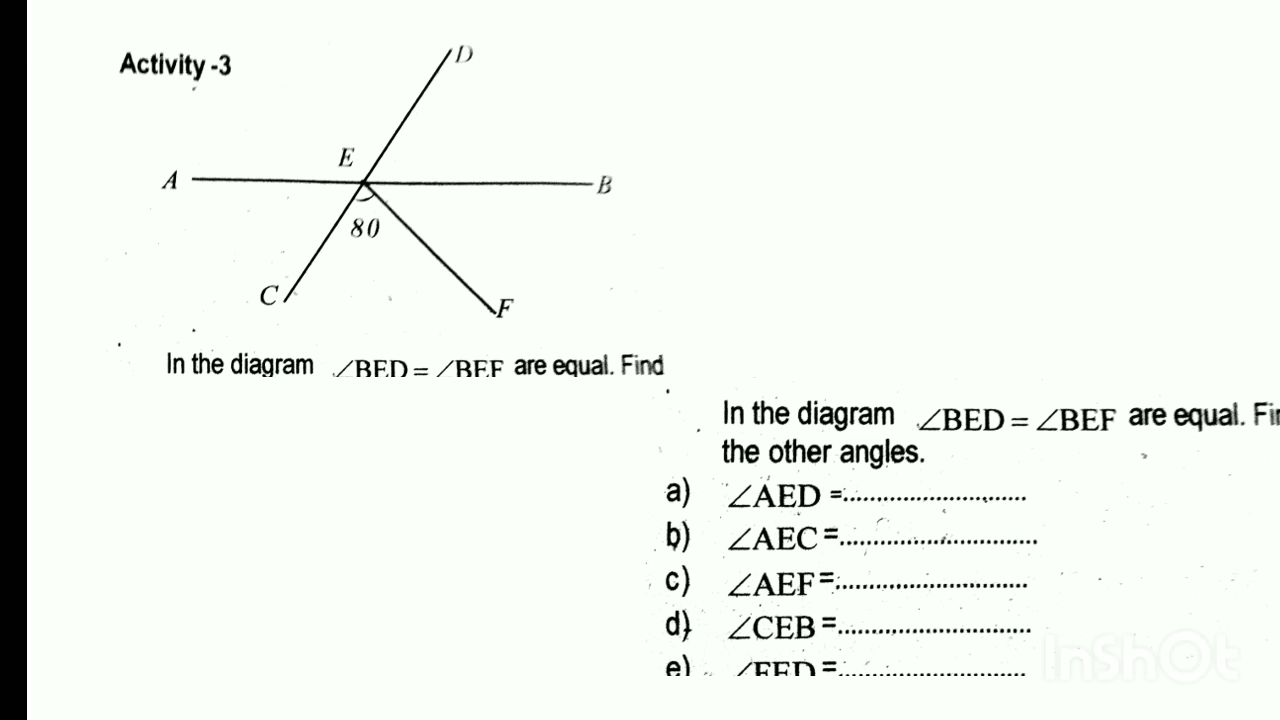 Activity -3
D
E
A
B
80
C
F
In the diagram ∠BED = ∠BEF are equal. Find
In the diagram ∠BED = ∠BEF are equal.
the other angles.
a) ∠AED =..............................
b) ∠AEC =..............................
c) ∠AEF =..............................
d) ∠CEB =..............................
e) ∠FED =..............................
InShOt